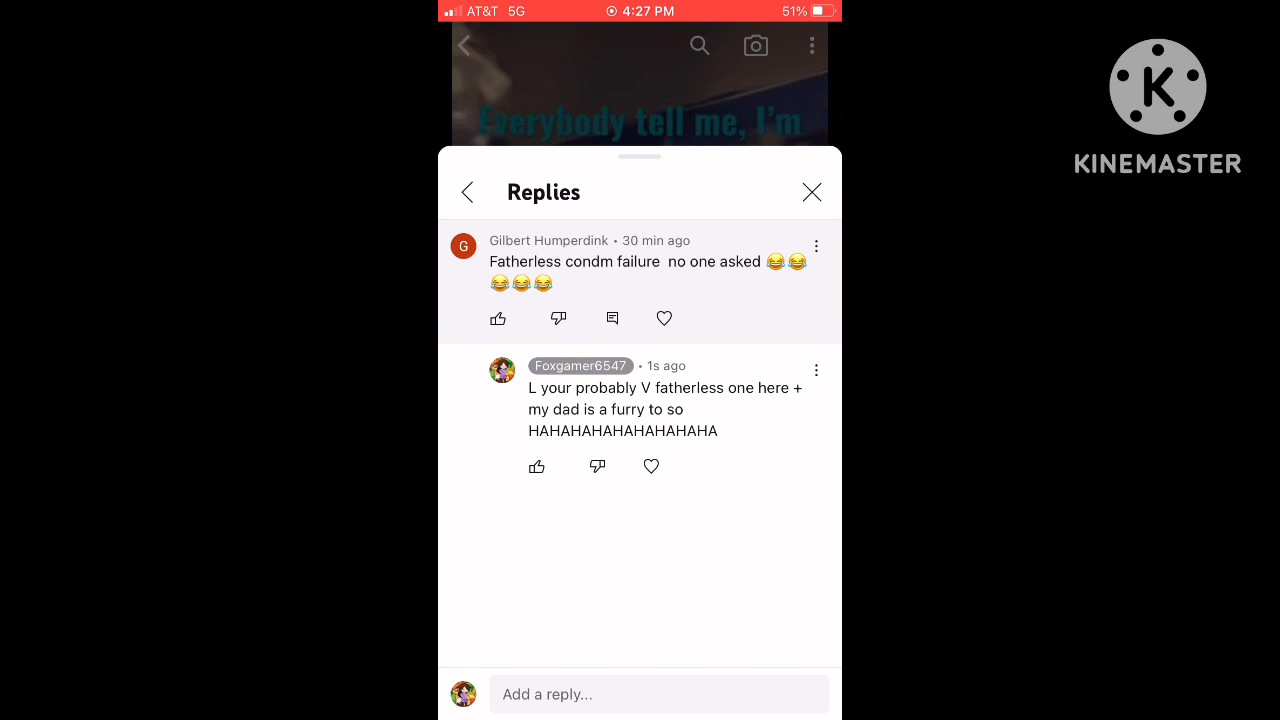 AT&T 5G 4:27 PM 51%
Everybody tell me, I'm
K
KINEMASTER
Replies
G
Gilbert Humperdink • 30 min ago
Fatherless condm failure no one asked 😂😂
😂😂😂
Foxgamer6547 • 1s ago
L your probably V fatherless one here +
my dad is a furry to so
HAHAHAHAHAHAHAHAHA
Add a reply...